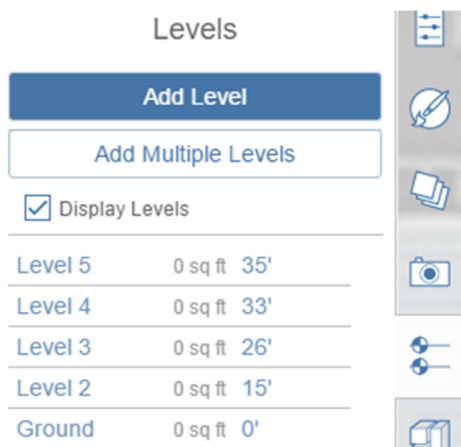 Levels
Add Level
Add Multiple Levels
Display Levels
Level 5 0 sq ft 35'
Level 4 0 sq ft 33'
Level 3 0 sq ft 26'
Level 2 0 sq ft 15'
Ground 0 sq ft 0'